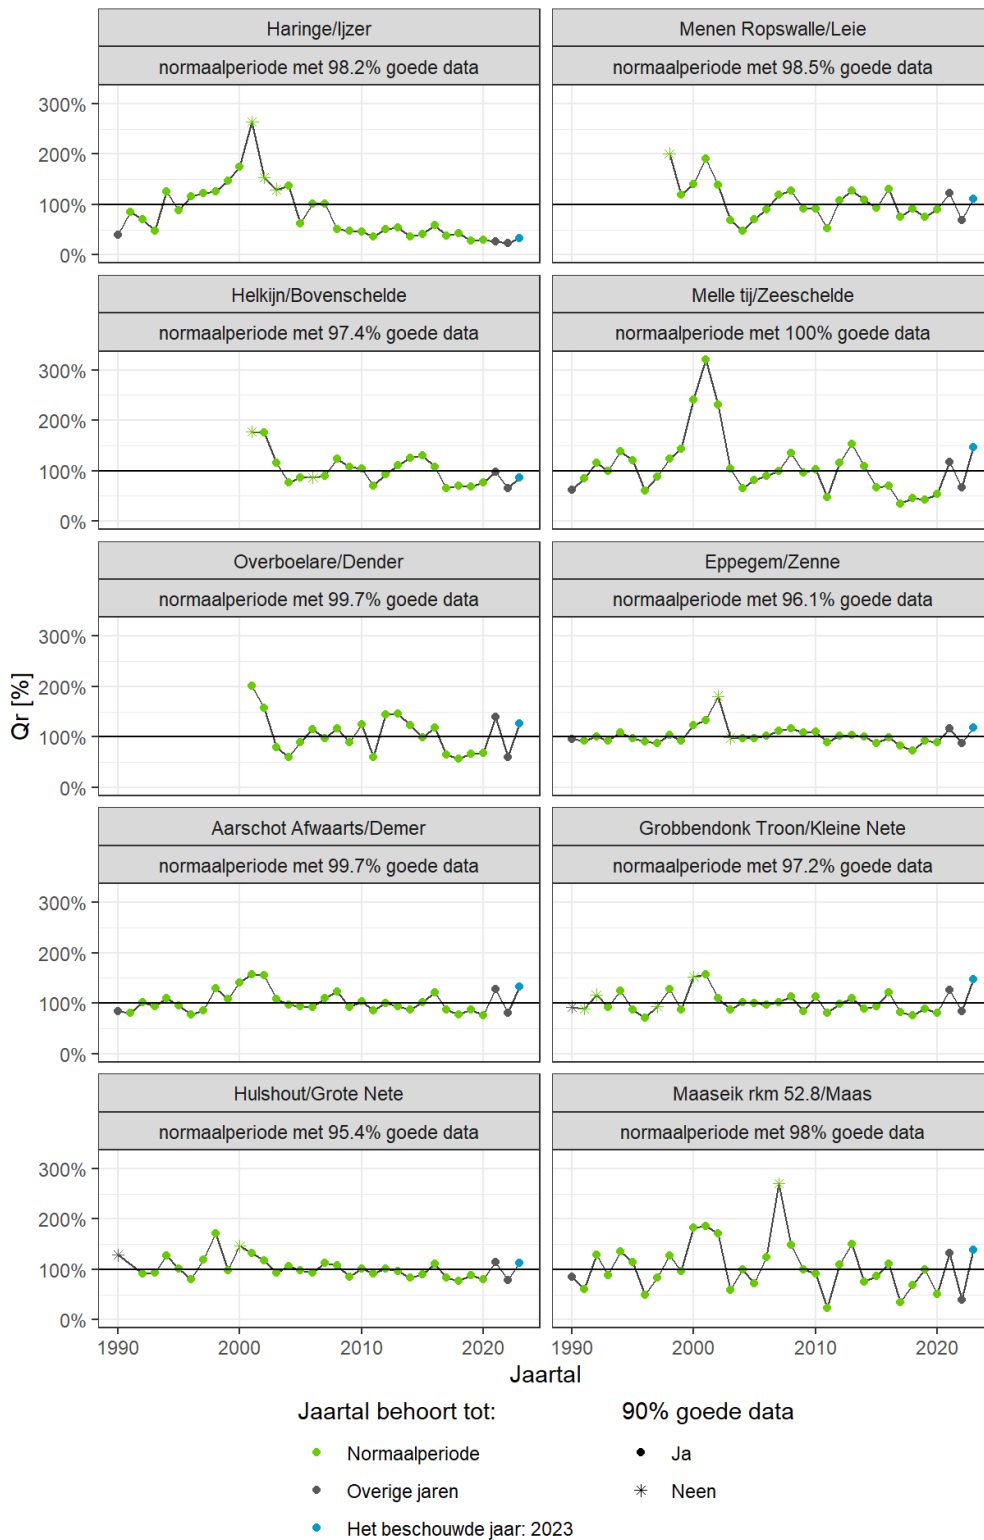 Haringe/Ijzer
normaalperiode met 98.2% goede data
Menen Ropswalle/Leie
normaalperiode met 98.5% goede data
300%
200%
100%
0%
Helkijn/Bovenschelde
normaalperiode met 97.4% goede data
Melle tij/Zeeschelde
normaalperiode met 100% goede data
300%
200%
100%
0%
Overboelare/Dender
normaalperiode met 99.7% goede data
Eppegem/Zenne
normaalperiode met 96.1% goede data
300%
200%
100%
0%
Qr [%]
Aarschot Afwaarts/Demer
normaalperiode met 99.7% goede data
Grobbendonk Troon/Kleine Nete
normaalperiode met 97.2% goede data
300%
200%
100%
0%
Hulshout/Grote Nete
normaalperiode met 95.4% goede data
Maaseik rkm 52.8/Maas
normaalperiode met 98% goede data
300%
200%
100%
0%
1990 2000 2010 2020
1990 2000 2010 2020
Jaartal
Jaartal behoort tot:
Normaalperiode
Overige jaren
Het beschouwde jaar: 2023
90% goede data
Ja
Neen